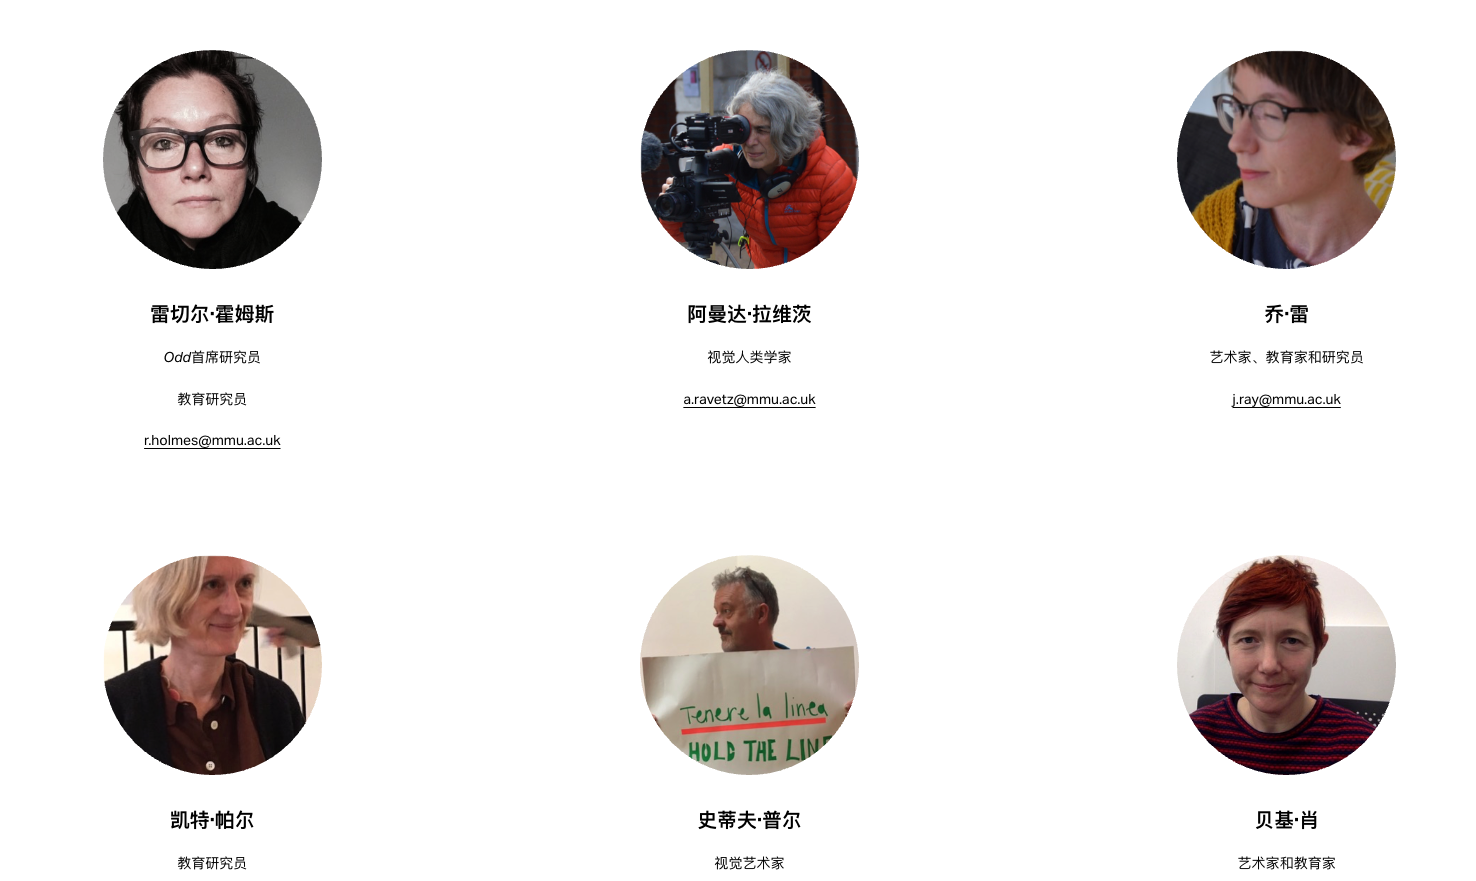 雷切尔·霍姆斯
Odd首席研究员
教育研究员
r.holmes@mmu.ac.uk
阿曼达·拉维茨
视觉人类学家
a.ravetz@mmu.ac.uk
乔·雷
艺术家、教育家和研究员
j.ray@mmu.ac.uk
凯特·帕尔
教育研究员
Tenere la linea
HOLD THE LINE
史蒂夫·普尔
视觉艺术家
贝基·肖
艺术家和教育家